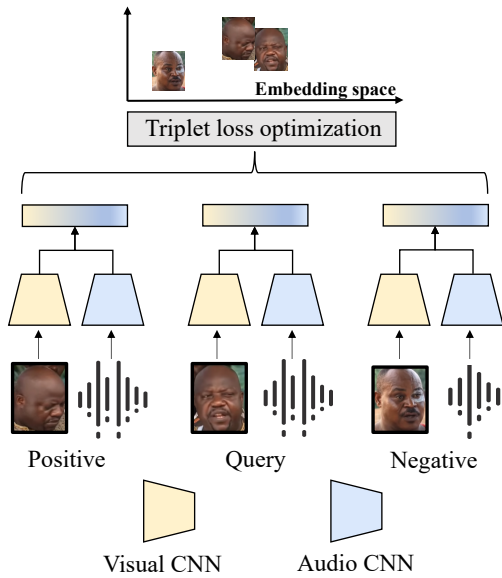 Embedding space
Triplet loss optimization
Positive
Query
Negative
Visual CNN
Audio CNN